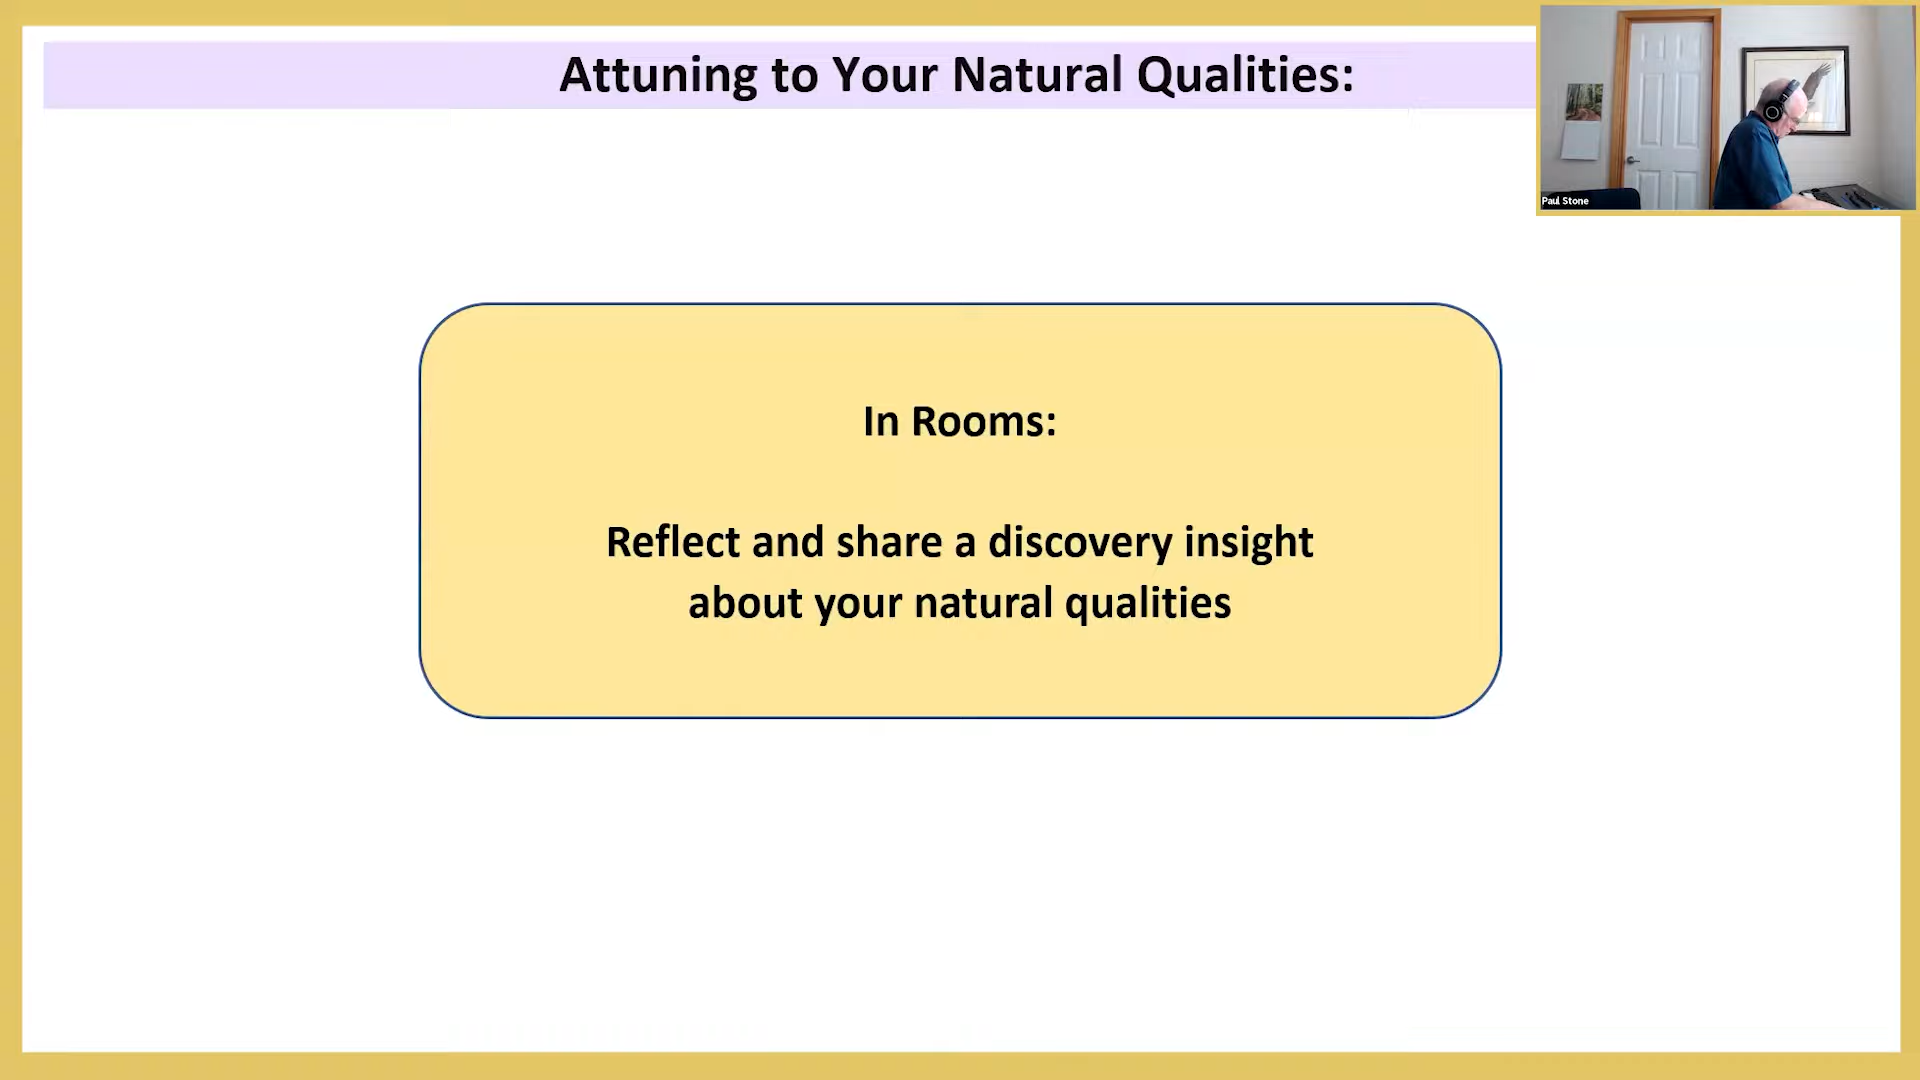 Attuning to Your Natural Qualities:
Paul Stone
In Rooms:
Reflect and share a discovery insight
about your natural qualities